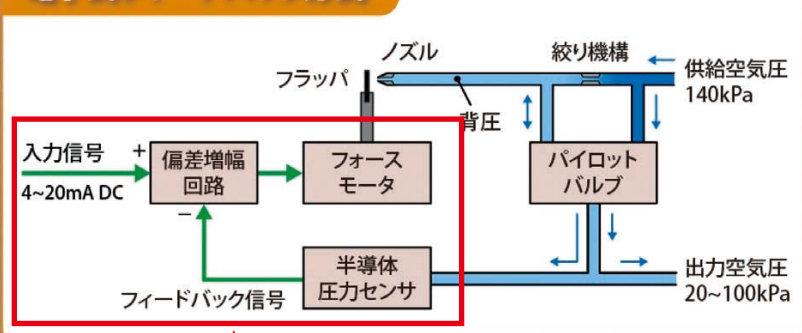 ノズル
絞り機構
供給空気圧
140kPa
フラッパ
背圧
入力信号
+
4~20mA DC
偏差増幅
回路
フォース
モータ
パイロット
バルブ
−
半導体
圧力センサ
フィードバック信号
出力空気圧
20~100kPa